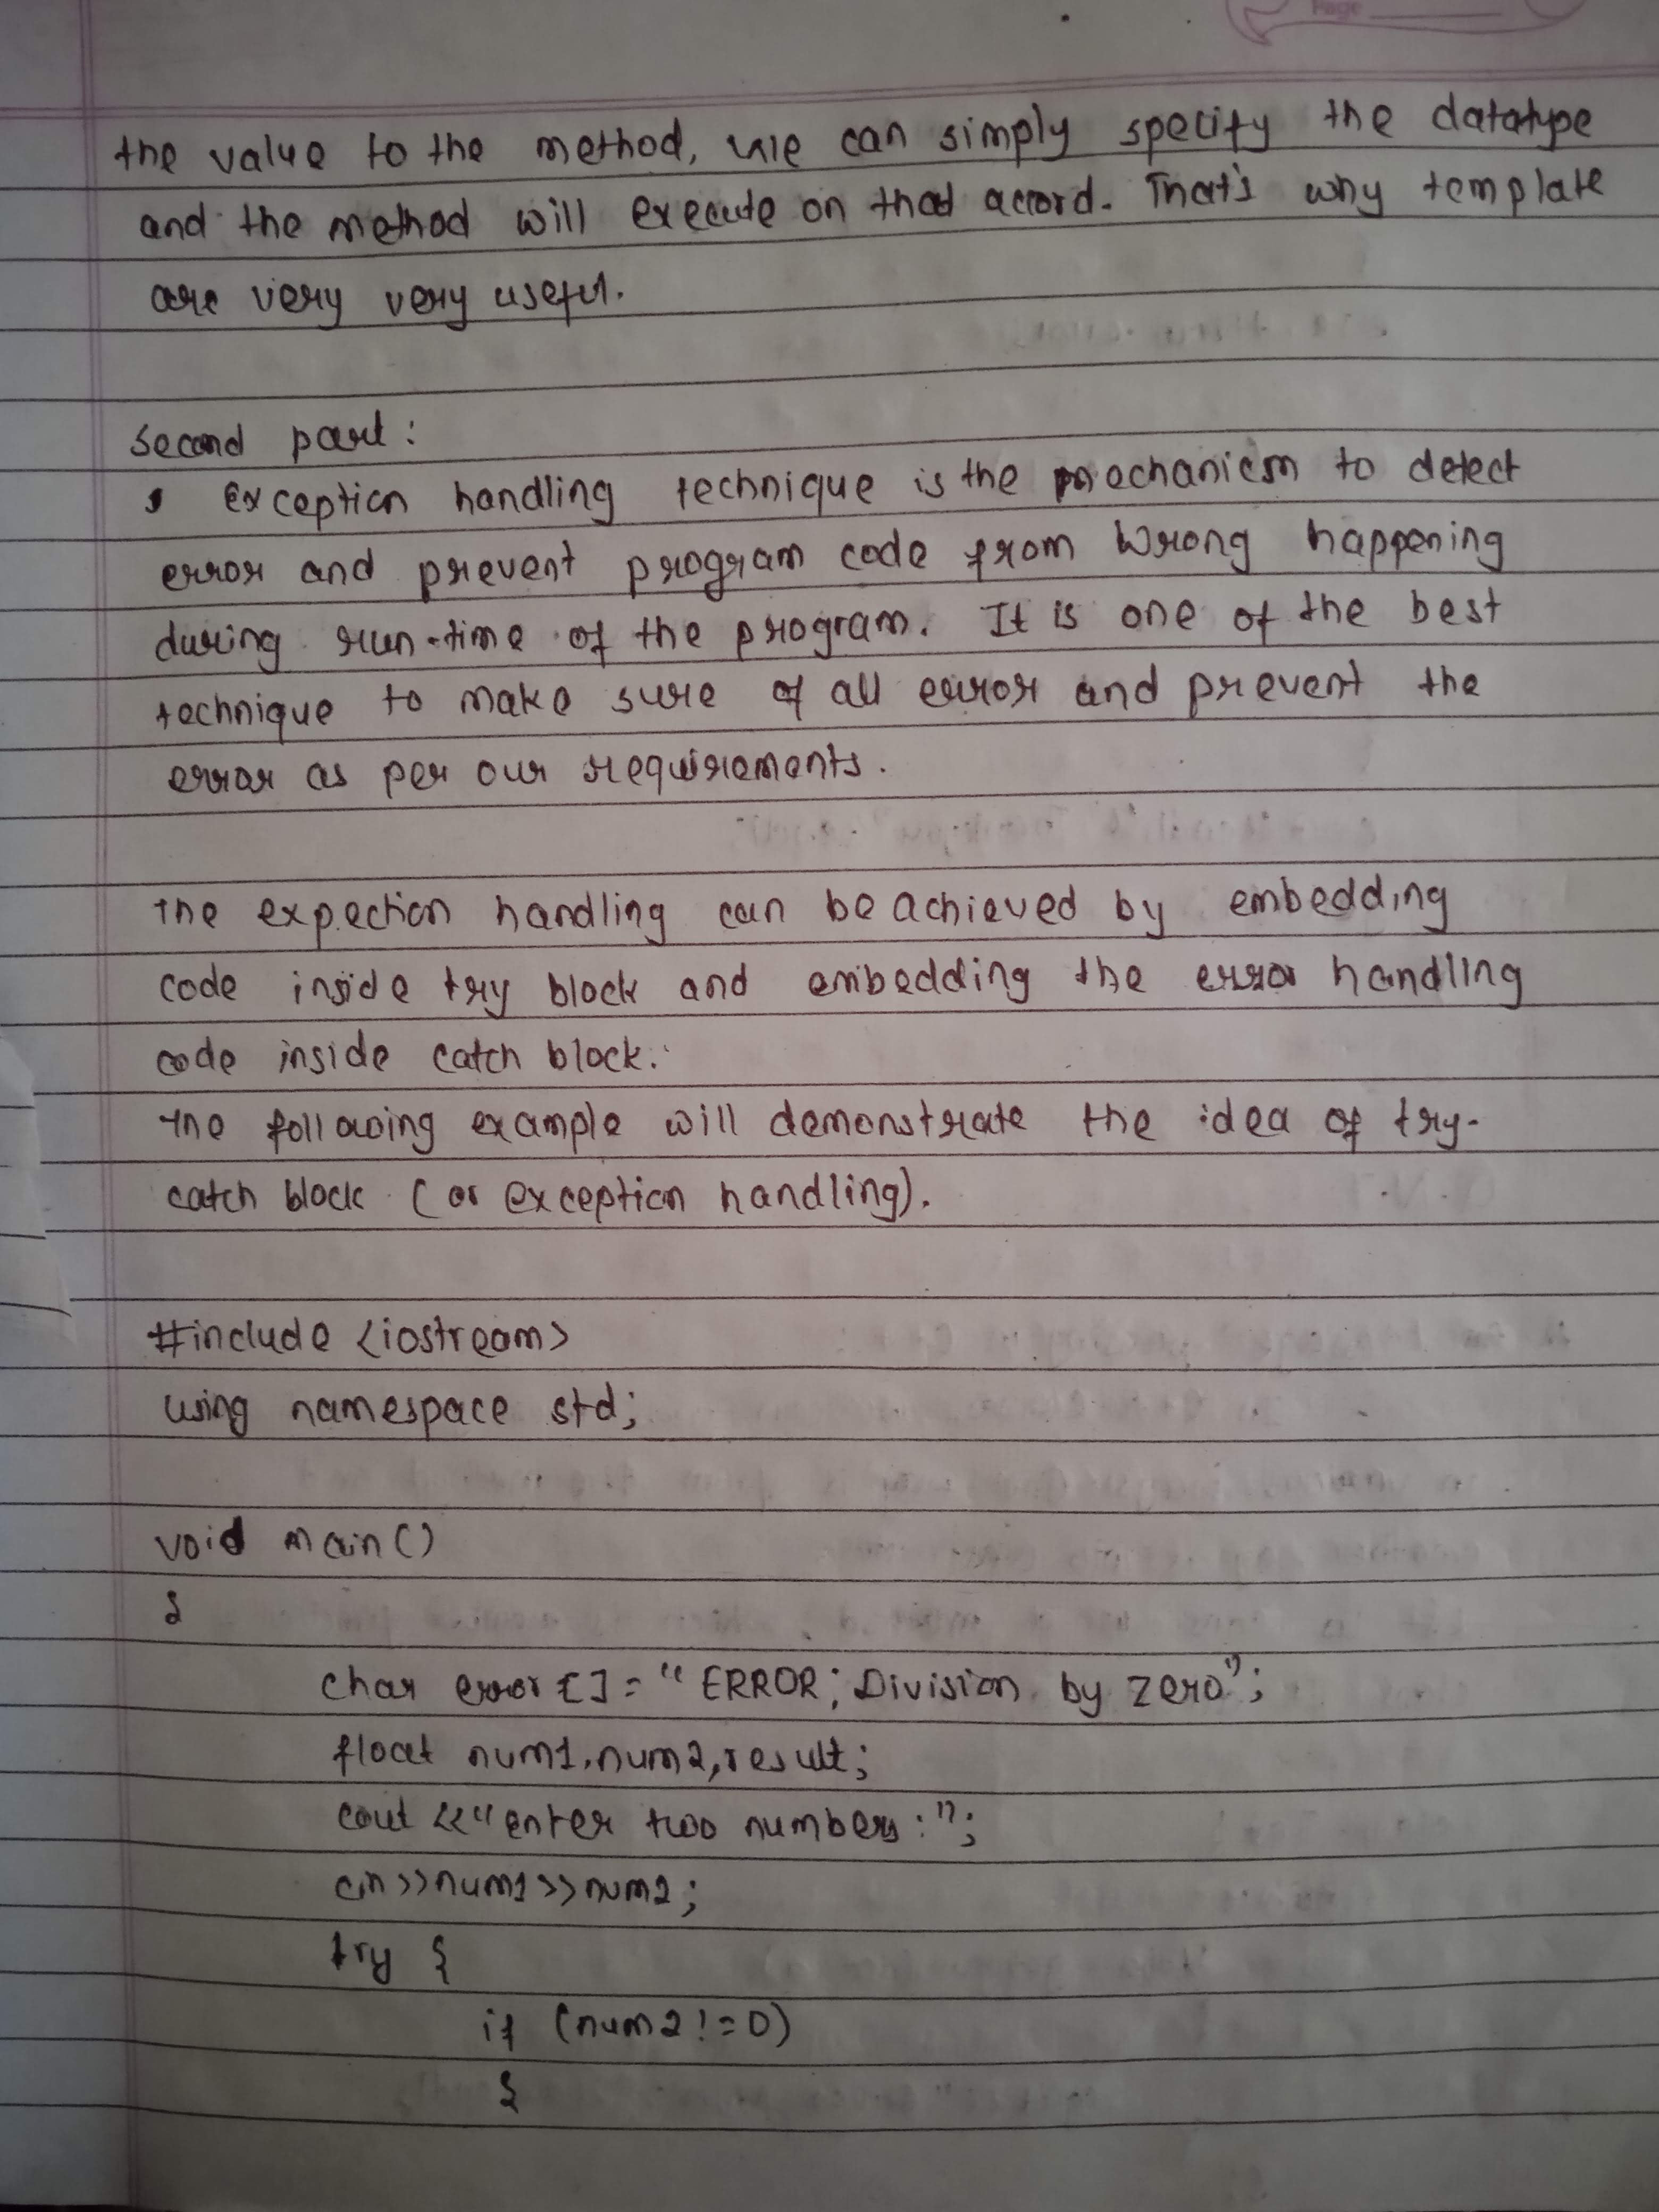 Page
the value to the method, we can simply specify the datatype
and the method will execute on that accord. That's why template
are very very useful.
Second part:
exception handling technique is the mechanism to detect
error and prevent program code from Wrong happening
during run-time of the program. It is one of the best
technique to make sure of all error and prevent the
error as per our requirements.
The expection handling can be achieved by embedding
code inside try block and embedding the error handling
code inside catch block.
The following example will demonstrate the idea of try-
catch block (or exception handling).
#include <iostream>
using namespace std;
void main()
{
char error[]="ERROR; Division by zero";
float num1,num2,result;
cout <<"enter two numbers:";
cin>>num1>>num2;
try {
if (num2!=0)
{